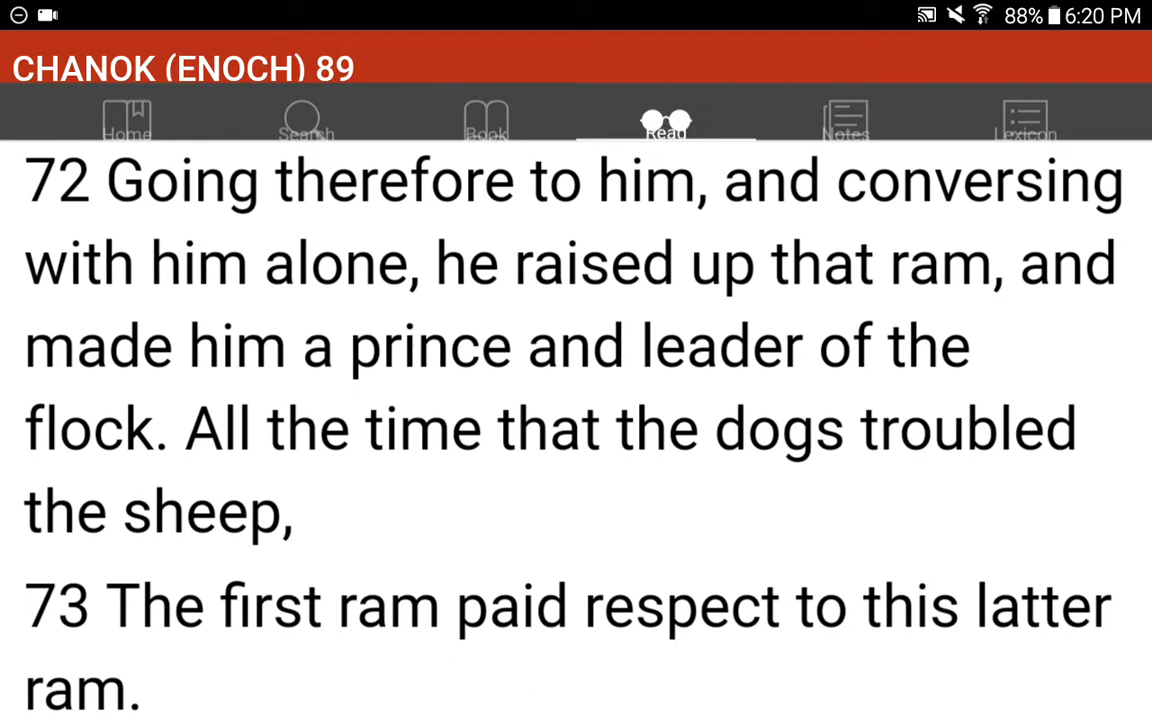 88% 6:20 PM
CHANOK (ENOCH) 89
Home Search Book Read Notes Lexicon
72 Going therefore to him, and conversing
with him alone, he raised up that ram, and
made him a prince and leader of the
flock. All the time that the dogs troubled
the sheep,
73 The first ram paid respect to this latter
ram.